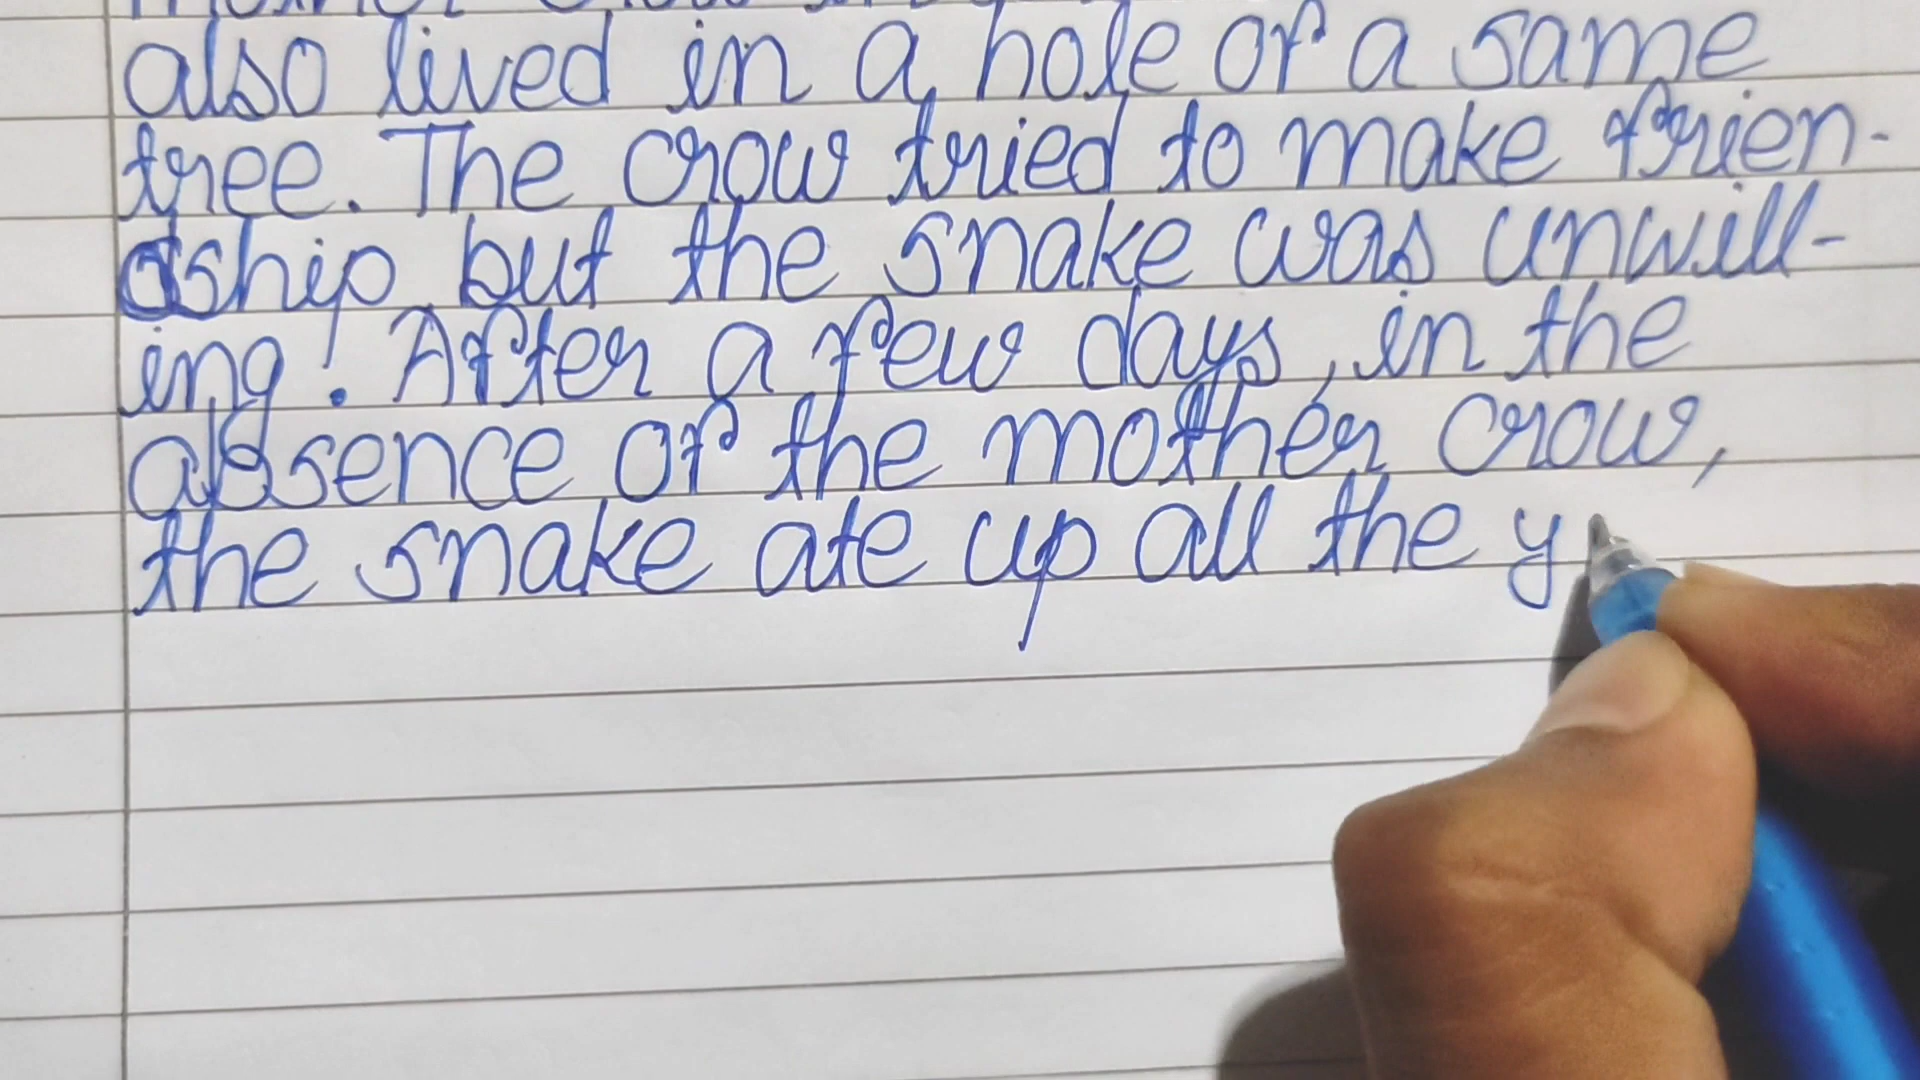 also lived in a hole of a same
tree. The crow tried to make frien-
dship but the snake was unwill-
ing. After a few days, in the
absence of the mother crow,
the snake ate up all the y